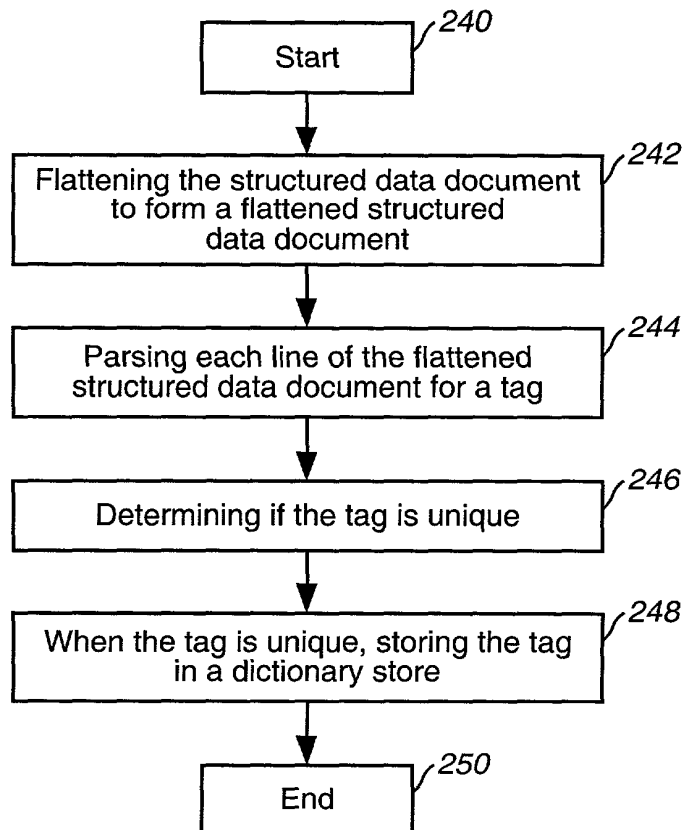 240
Start
242
Flattening the structured data document
to form a flattened structured
data document
244
Parsing each line of the flattened
structured data document for a tag
246
Determining if the tag is unique
248
When the tag is unique, storing the tag
in a dictionary store
250
End